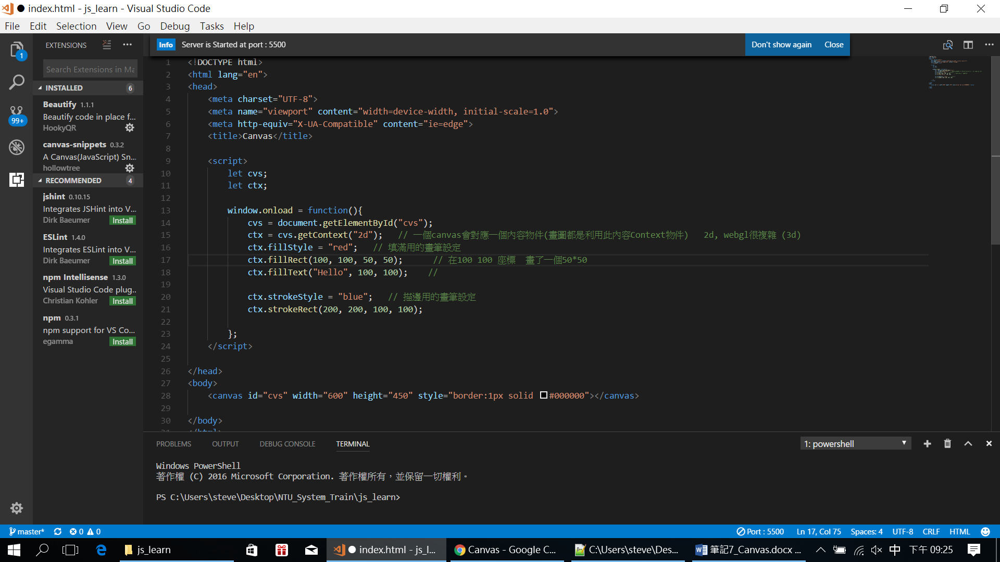 ● index.html - js_learn - Visual Studio Code
File Edit Selection View Go Debug Tasks Help
EXTENSIONS
Info Server is Started at port : 5500 Don't show again Close
Search Extensions in Ma
INSTALLED 6
Beautify 1.1.1
Beautify code in place f...
HookyQR
canvas-snippets 0.3.2
A Canvas(JavaScript) Sn...
hollowtree
RECOMMENDED 4
jshint 0.10.15
Integrates JSHint into V...
Dirk Baeumer Install
ESLint 1.4.0
Integrates ESLint into V...
Dirk Baeumer Install
npm Intellisense 1.3.0
Visual Studio Code plug...
Christian Kohler Install
npm 0.3.1
npm support for VS Co...
egamma Install
1
99+
1 <!DOCTYPE html>
2 <html lang="en">
3 <head>
4 <meta charset="UTF-8">
5 <meta name="viewport" content="width=device-width, initial-scale=1.0">
6 <meta http-equiv="X-UA-Compatible" content="ie=edge">
7 <title>Canvas</title>
8
9 <script>
10 let cvs;
11 let ctx;
12
13 window.onload = function(){
14 cvs = document.getElementById("cvs");
15 ctx = cvs.getContext("2d"); // 一個canvas會對應一個內容物件(畫圖都是利用此內容Context物件) 2d, webgl很複雜 (3d)
16 ctx.fillStyle = "red"; // 填滿用的畫筆設定
17 ctx.fillRect(100, 100, 50, 50); // 在100 100 座標 畫了一個50*50
18 ctx.fillText("Hello", 100, 100); //
19
20 ctx.strokeStyle = "blue"; // 描邊用的畫筆設定
21 ctx.strokeRect(200, 200, 100, 100);
22
23 };
24 </script>
25
26 </head>
27 <body>
28 <canvas id="cvs" width="600" height="450" style="border:1px solid #000000"></canvas>
29
30 </body>
31 </html>
PROBLEMS OUTPUT DEBUG CONSOLE TERMINAL 1: powershell
Windows PowerShell
著作權 (C) 2016 Microsoft Corporation. 著作權所有，並保留一切權利。
PS C:\Users\steve\Desktop\NTU_System_Train\js_learn>
master* 0 0 Port : 5500 Ln 17, Col 75 Spaces: 4 UTF-8 CRLF HTML
js_learn ● index.html - js_l... Canvas - Google C... C:\Users\steve\Des... 筆記7_Canvas.docx ... 中 下午 09:25